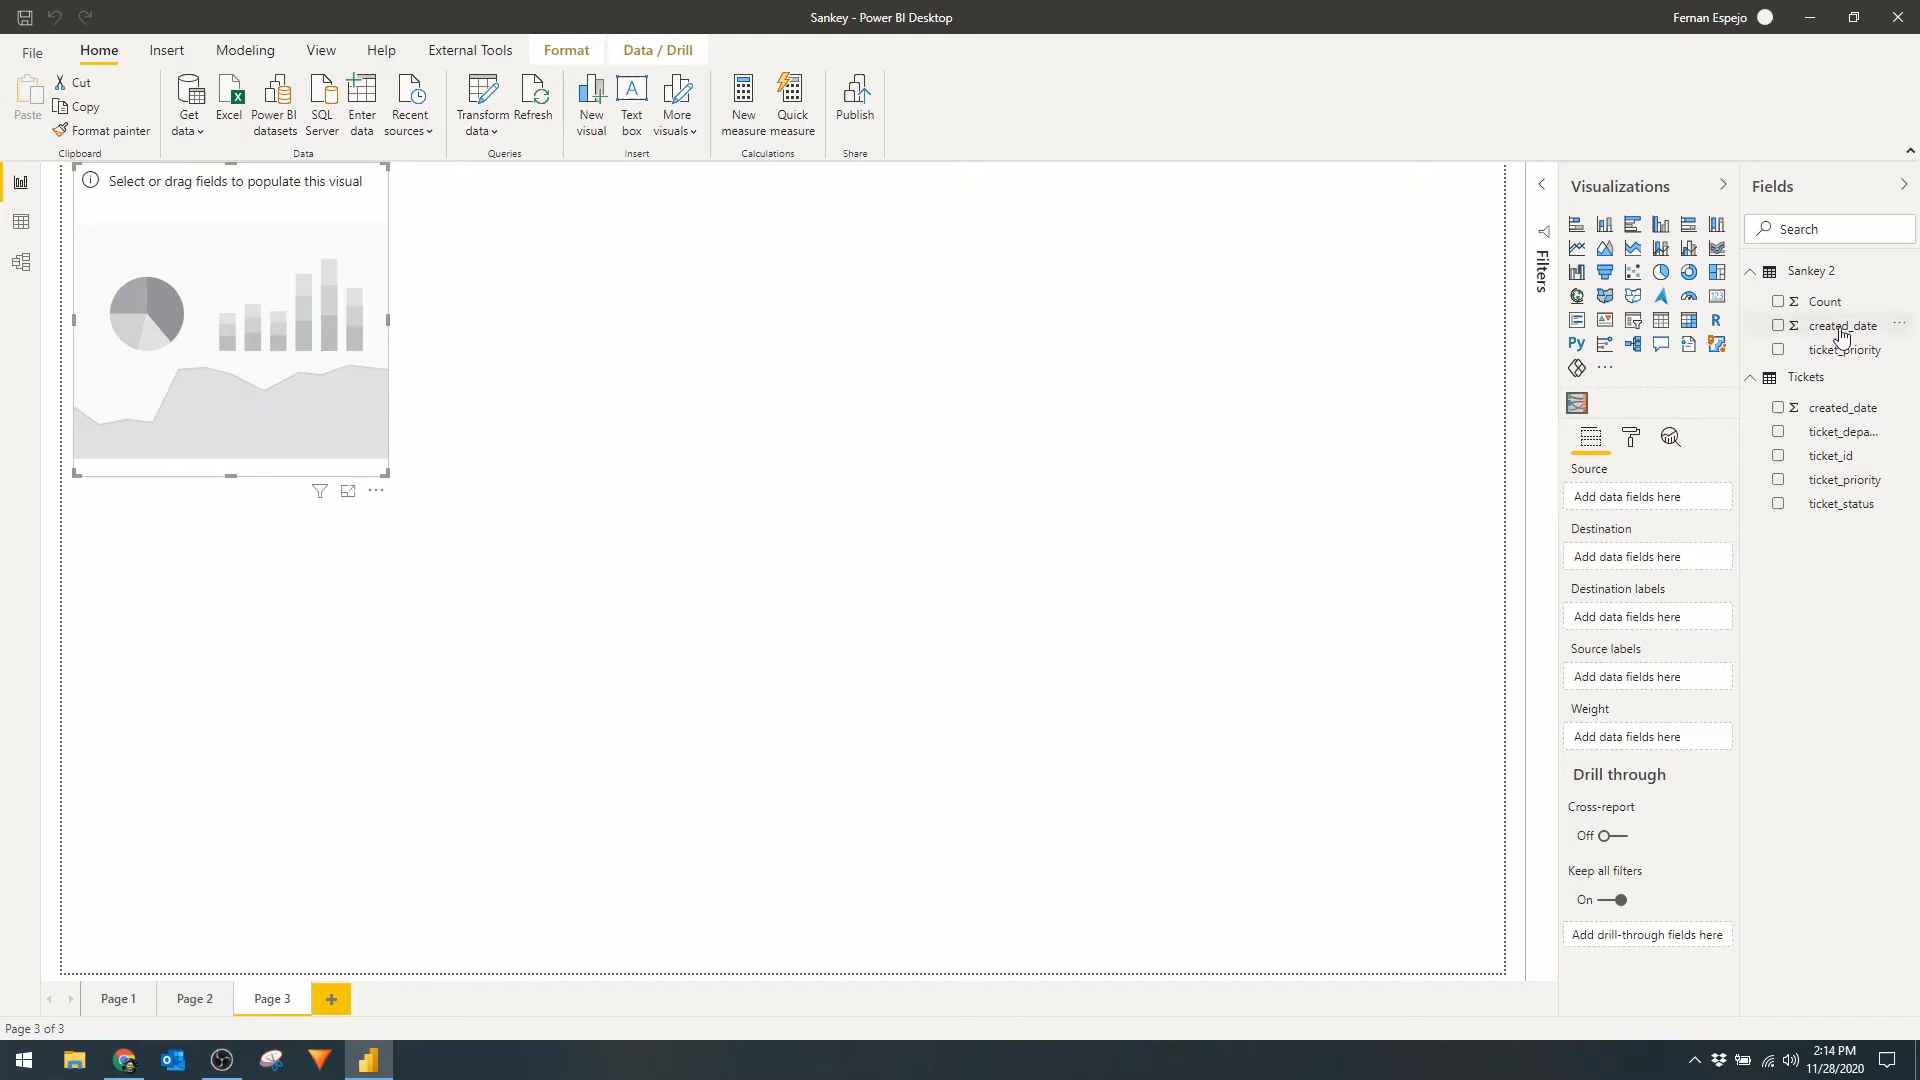 Sankey - Power BI Desktop
Fernan Espejo
File
Home
Insert
Modeling
View
Help
External Tools
Format
Data / Drill
Paste
Cut
Copy
Format painter
Clipboard
Get data
Excel
Power BI datasets
SQL Server
Enter data
Recent sources
Data
Transform data
Refresh
Queries
New visual
A
Text box
More visuals
Insert
New measure
Quick measure
Calculations
Publish
Share
Select or drag fields to populate this visual
Filters
Visualizations
123
R
Py
Source
Add data fields here
Destination
Add data fields here
Destination labels
Add data fields here
Source labels
Add data fields here
Weight
Add data fields here
Drill through
Cross-report
Off
Keep all filters
On
Add drill-through fields here
Fields
Search
Sankey 2
Σ Count
Σ created_date
ticket_priority
Tickets
Σ created_date
ticket_depa...
ticket_id
ticket_priority
ticket_status
Page 1
Page 2
Page 3
+
Page 3 of 3
2:14 PM
11/28/2020